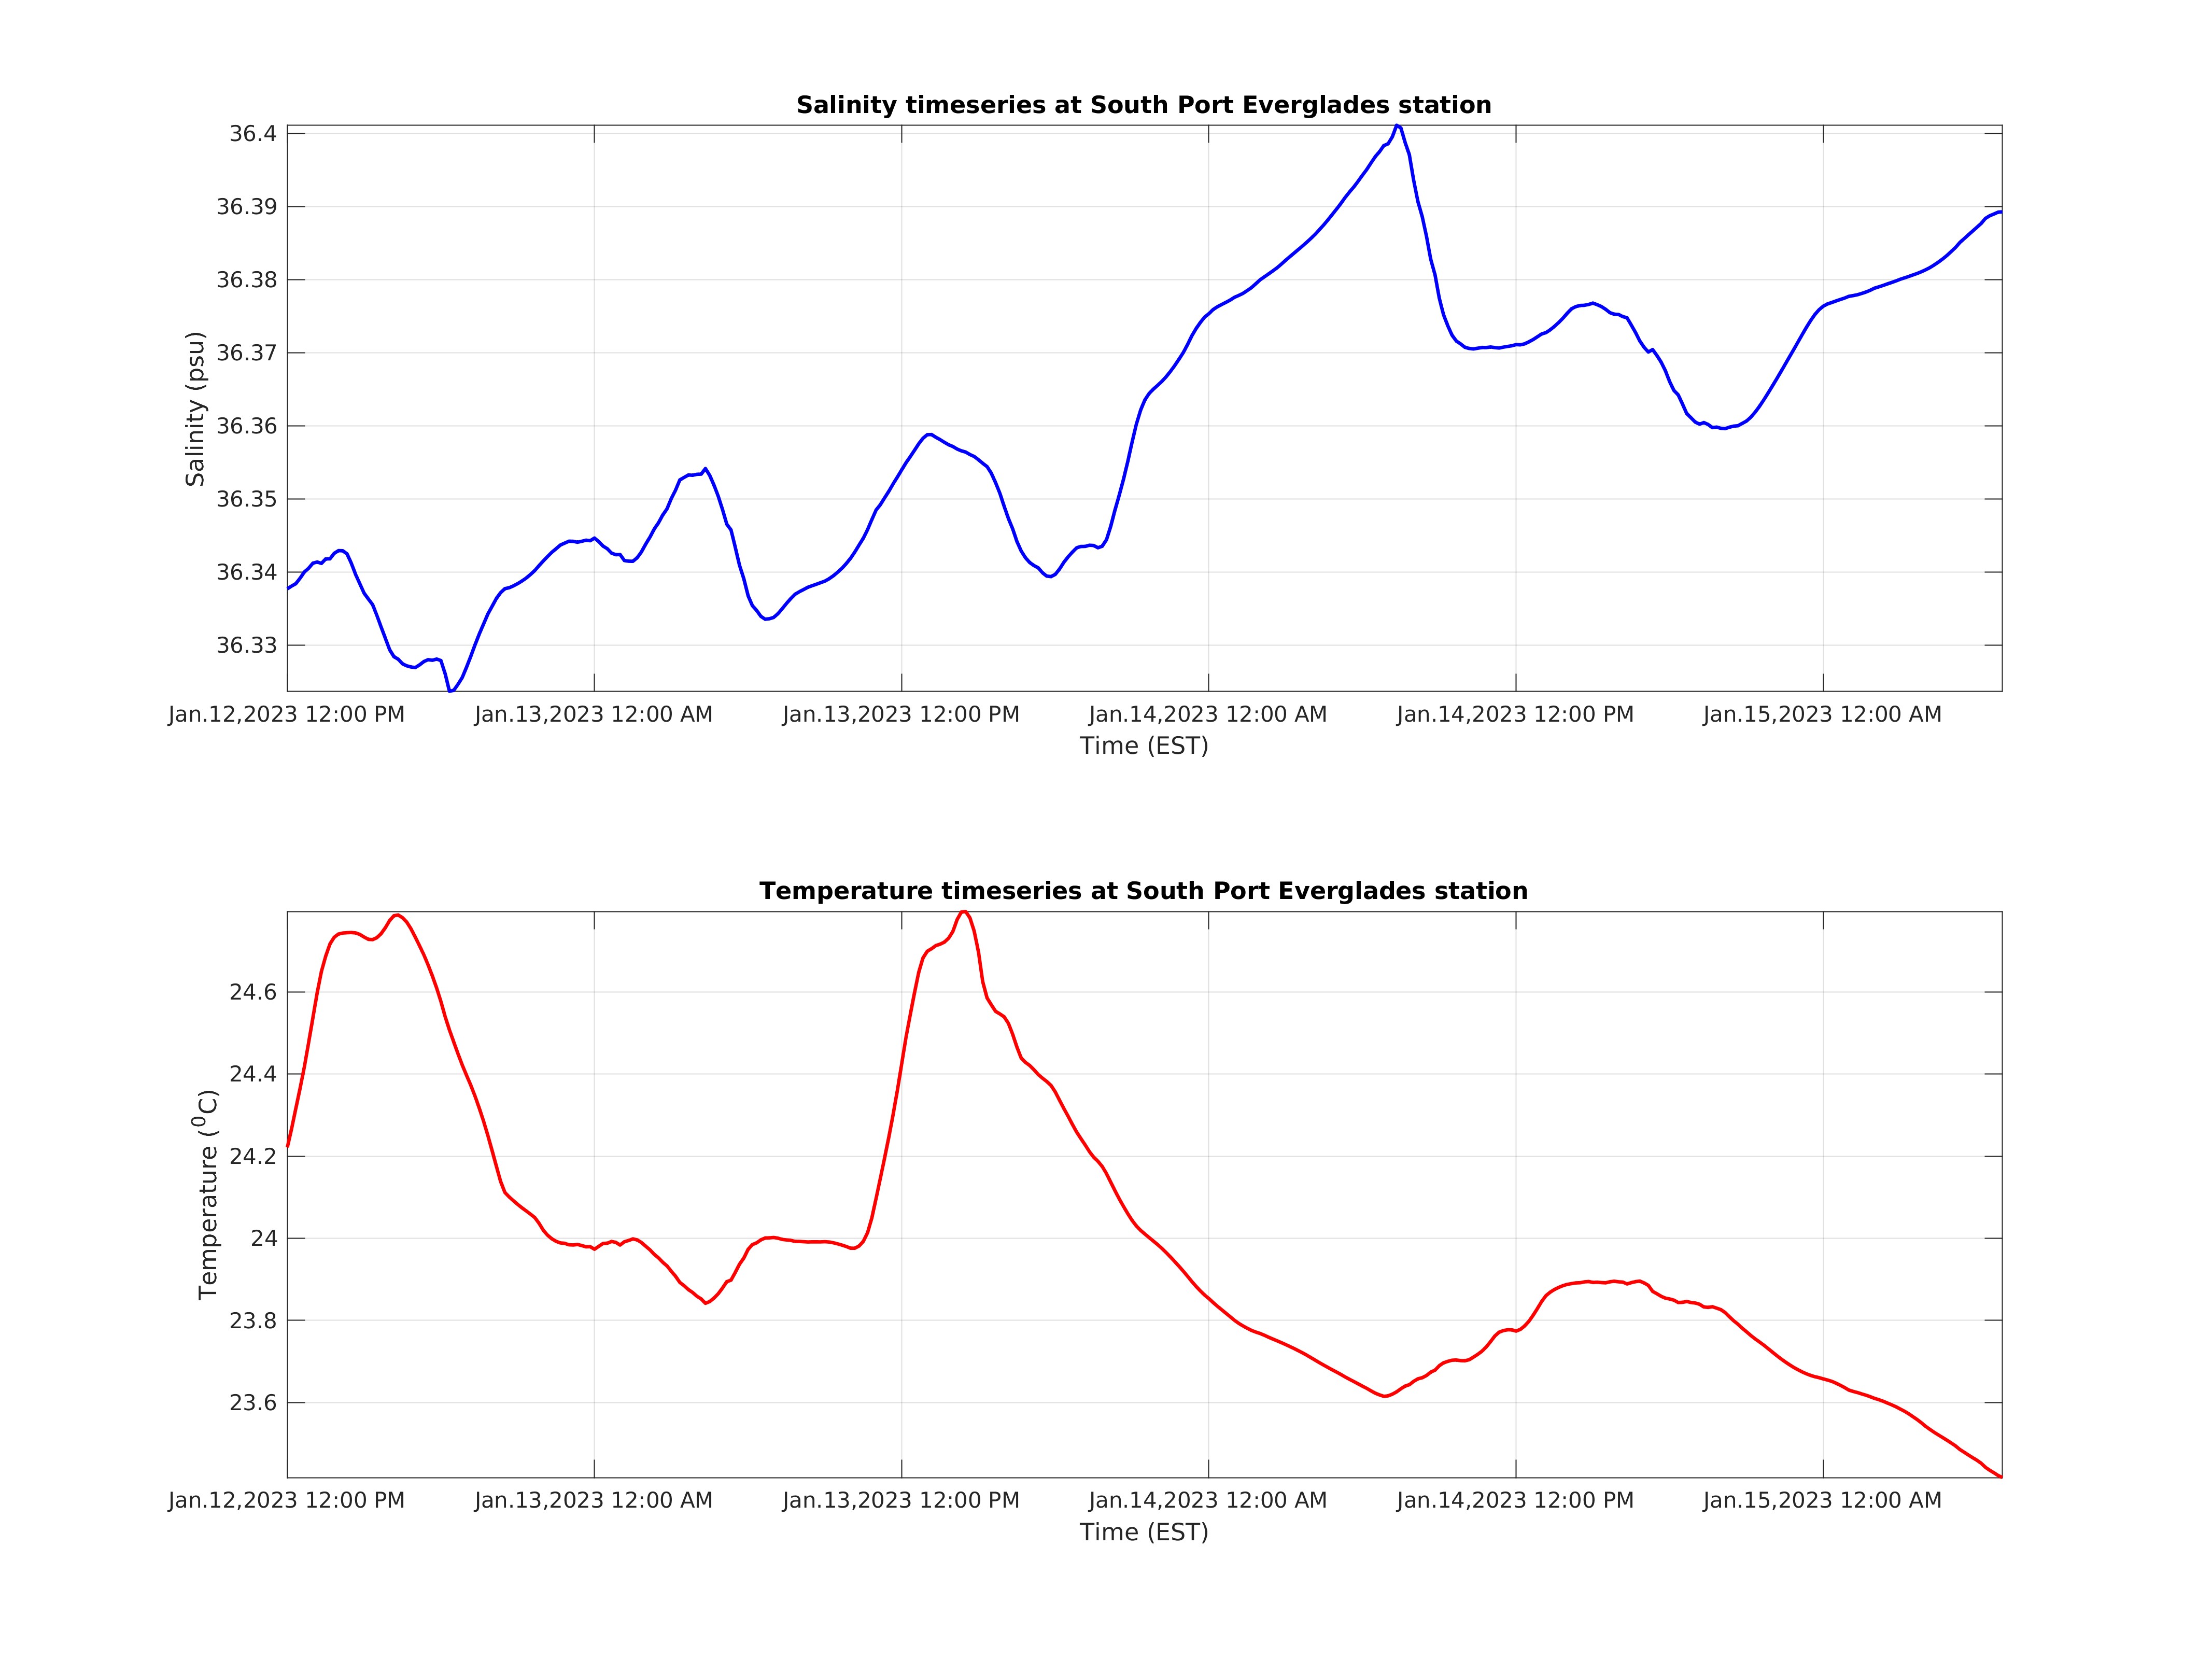 Salinity timeseries at South Port Everglades station
36.4
36.39
36.38
36.37
36.36
36.35
36.34
36.33
Salinity (psu)
Jan.12,2023 12:00 PM Jan.13,2023 12:00 AM Jan.13,2023 12:00 PM Jan.14,2023 12:00 AM Jan.14,2023 12:00 PM Jan.15,2023 12:00 AM
Time (EST)
Temperature timeseries at South Port Everglades station
24.6
24.4
24.2
24
23.8
23.6
Temperature (⁰C)
Jan.12,2023 12:00 PM Jan.13,2023 12:00 AM Jan.13,2023 12:00 PM Jan.14,2023 12:00 AM Jan.14,2023 12:00 PM Jan.15,2023 12:00 AM
Time (EST)